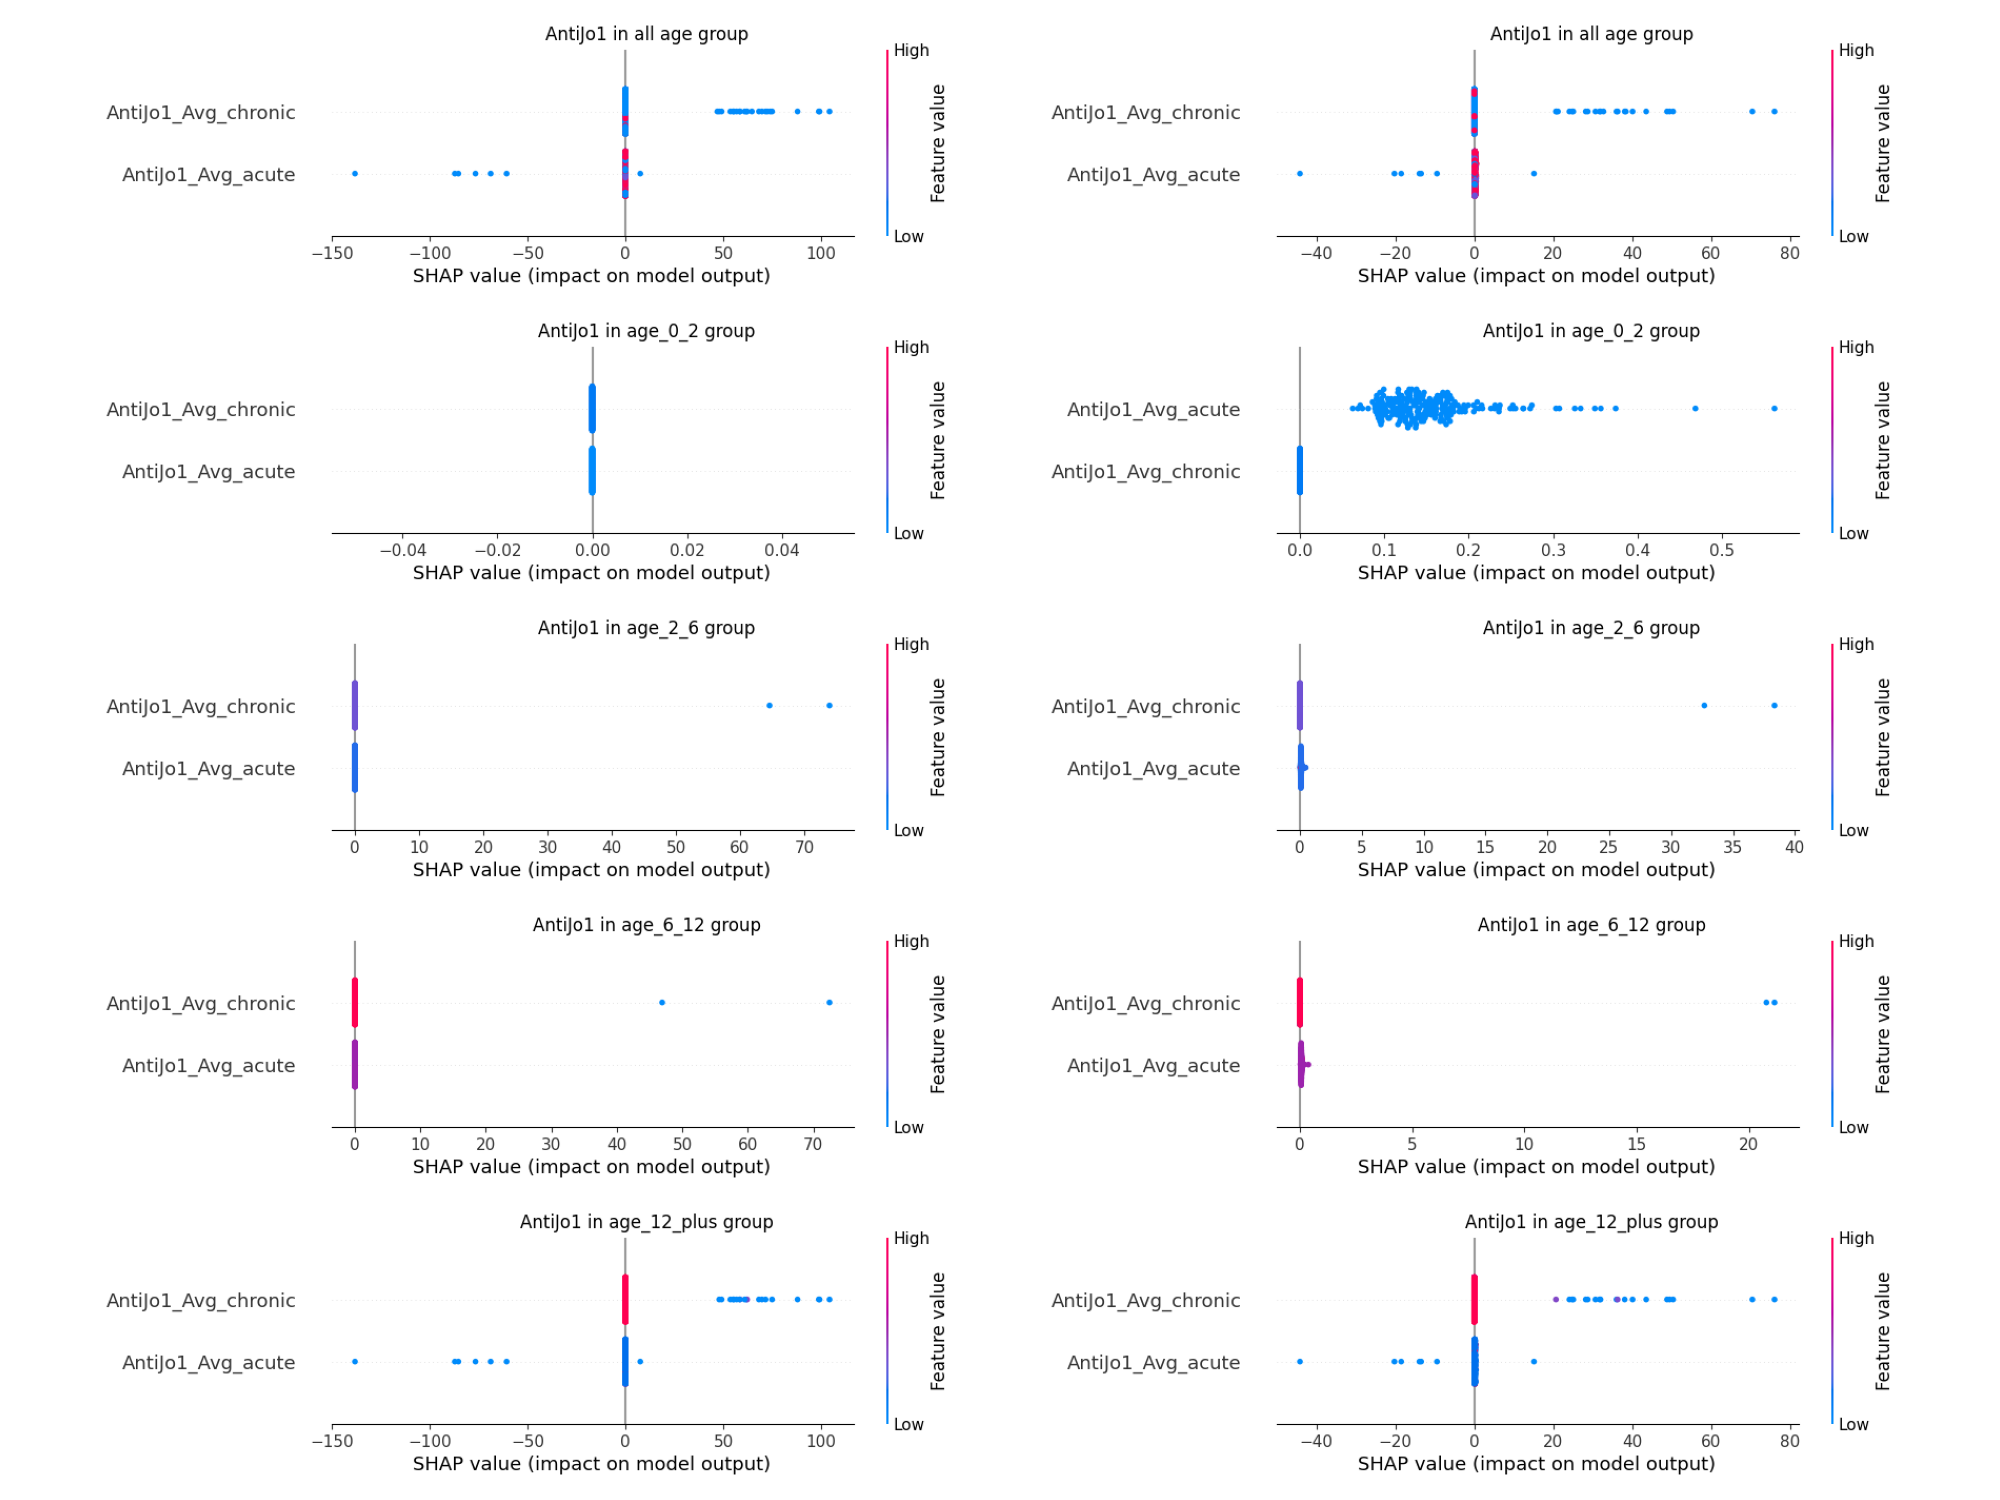 AntiJo1 in all age group
High
AntiJo1_Avg_chronic
AntiJo1_Avg_acute
Feature value
Low
−150 −100 −50 0 50 100
SHAP value (impact on model output)
AntiJo1 in all age group
High
AntiJo1_Avg_chronic
AntiJo1_Avg_acute
Feature value
Low
−40 −20 0 20 40 60 80
SHAP value (impact on model output)
AntiJo1 in age_0_2 group
High
AntiJo1_Avg_chronic
AntiJo1_Avg_acute
Feature value
Low
−0.04 −0.02 0.00 0.02 0.04
SHAP value (impact on model output)
AntiJo1 in age_0_2 group
High
AntiJo1_Avg_acute
AntiJo1_Avg_chronic
Feature value
Low
0.0 0.1 0.2 0.3 0.4 0.5
SHAP value (impact on model output)
AntiJo1 in age_2_6 group
High
AntiJo1_Avg_chronic
AntiJo1_Avg_acute
Feature value
Low
0 10 20 30 40 50 60 70
SHAP value (impact on model output)
AntiJo1 in age_2_6 group
High
AntiJo1_Avg_chronic
AntiJo1_Avg_acute
Feature value
Low
0 5 10 15 20 25 30 35 40
SHAP value (impact on model output)
AntiJo1 in age_6_12 group
High
AntiJo1_Avg_chronic
AntiJo1_Avg_acute
Feature value
Low
0 10 20 30 40 50 60 70
SHAP value (impact on model output)
AntiJo1 in age_6_12 group
High
AntiJo1_Avg_chronic
AntiJo1_Avg_acute
Feature value
Low
0 5 10 15 20
SHAP value (impact on model output)
AntiJo1 in age_12_plus group
High
AntiJo1_Avg_chronic
AntiJo1_Avg_acute
Feature value
Low
−150 −100 −50 0 50 100
SHAP value (impact on model output)
AntiJo1 in age_12_plus group
High
AntiJo1_Avg_chronic
AntiJo1_Avg_acute
Feature value
Low
−40 −20 0 20 40 60 80
SHAP value (impact on model output)